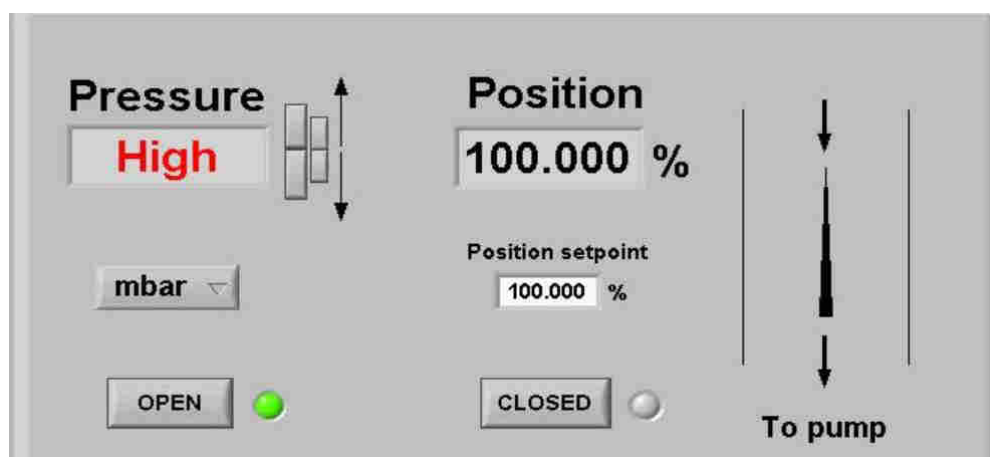 Pressure
High
mbar
OPEN
Position
100.000 %
Position setpoint
100.000 %
CLOSED
To pump